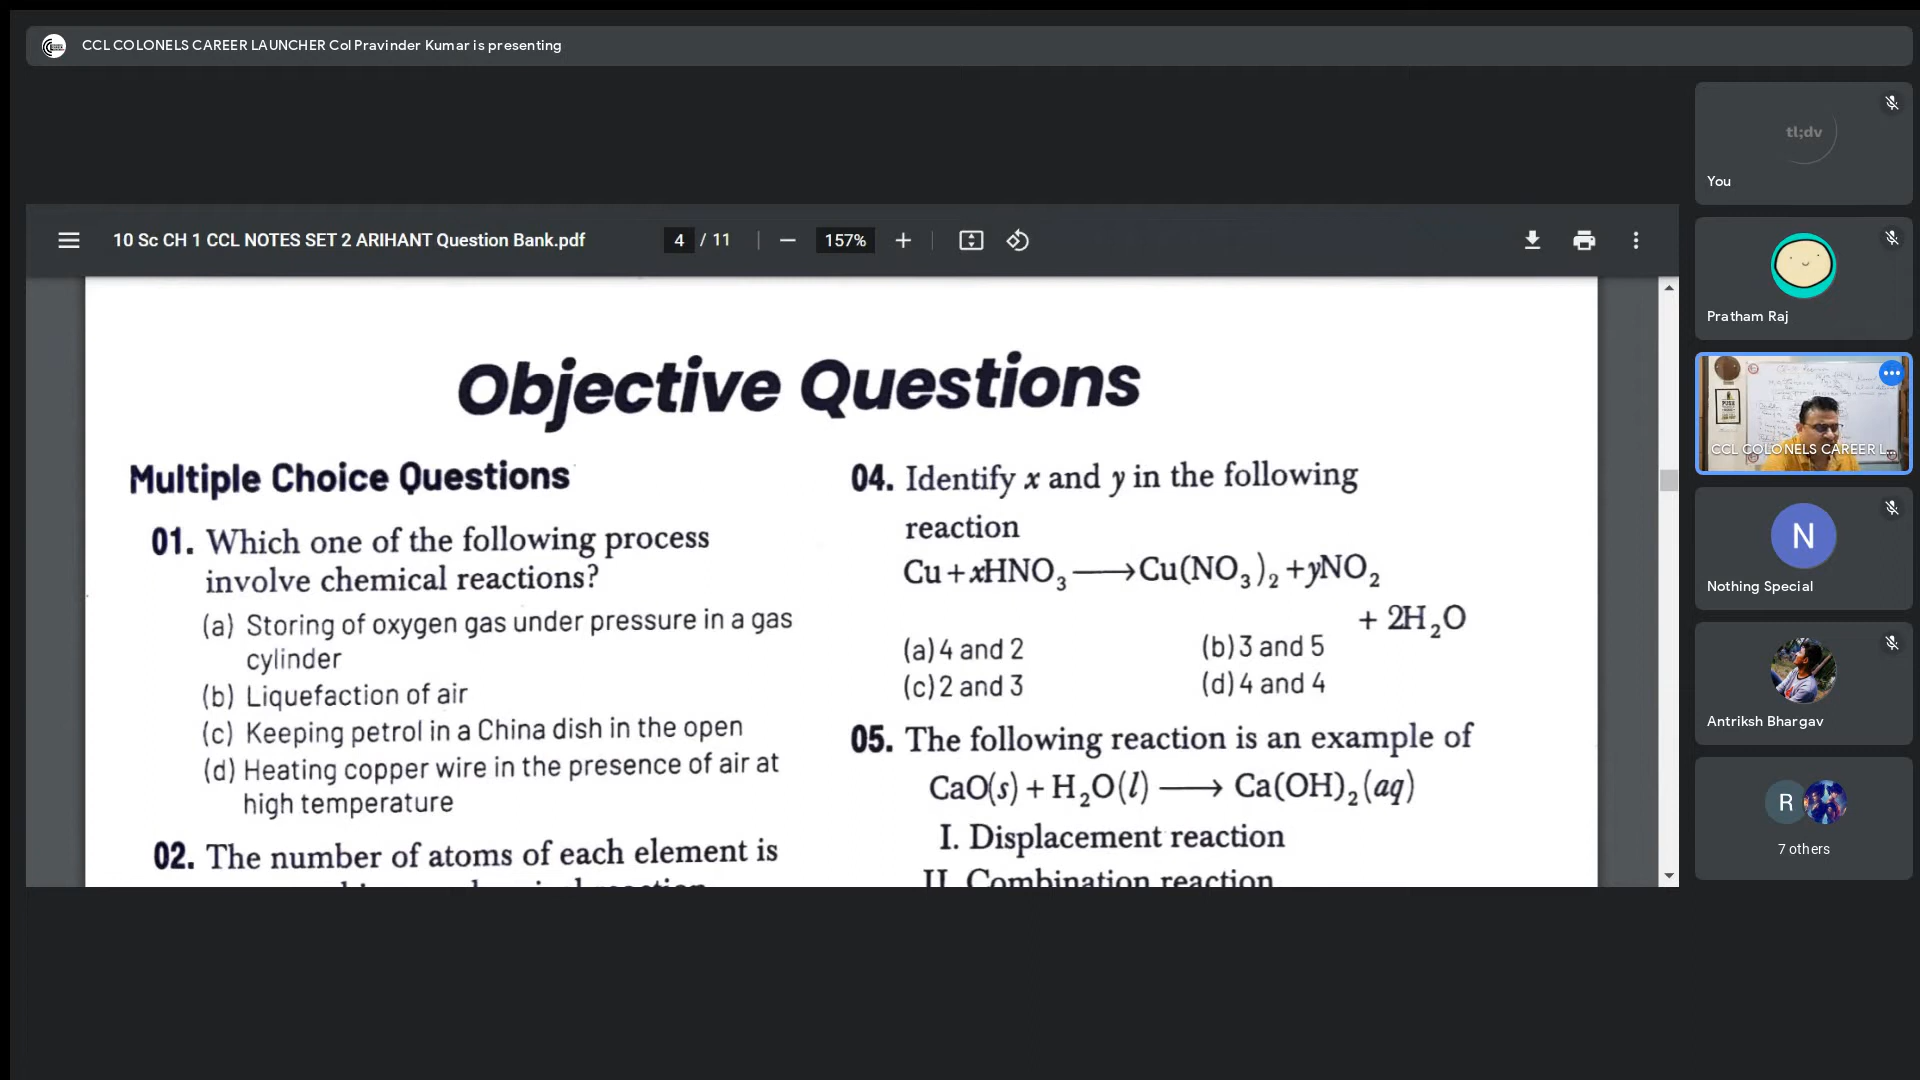 CCL COLONELS CAREER LAUNCHER Col Pravinder Kumar is presenting
10 Sc CH 1 CCL NOTES SET 2 ARIHANT Question Bank.pdf
4 / 11
157%
Objective Questions
Multiple Choice Questions
01. Which one of the following process
involve chemical reactions?
(a) Storing of oxygen gas under pressure in a gas
cylinder
(b) Liquefaction of air
(c) Keeping petrol in a China dish in the open
(d) Heating copper wire in the presence of air at
high temperature
02. The number of atoms of each element is
04. Identify x and y in the following
reaction
Cu + xHNO₃ ⟶ Cu(NO₃)₂ + yNO₂
+ 2H₂O
(a) 4 and 2 (b) 3 and 5
(c) 2 and 3 (d) 4 and 4
05. The following reaction is an example of
CaO(s) + H₂O(l) ⟶ Ca(OH)₂(aq)
I. Displacement reaction
II. Combination reaction
tl;dv
You
Pratham Raj
CCL COLONELS CAREER L...
N
Nothing Special
Antriksh Bhargav
R
7 others